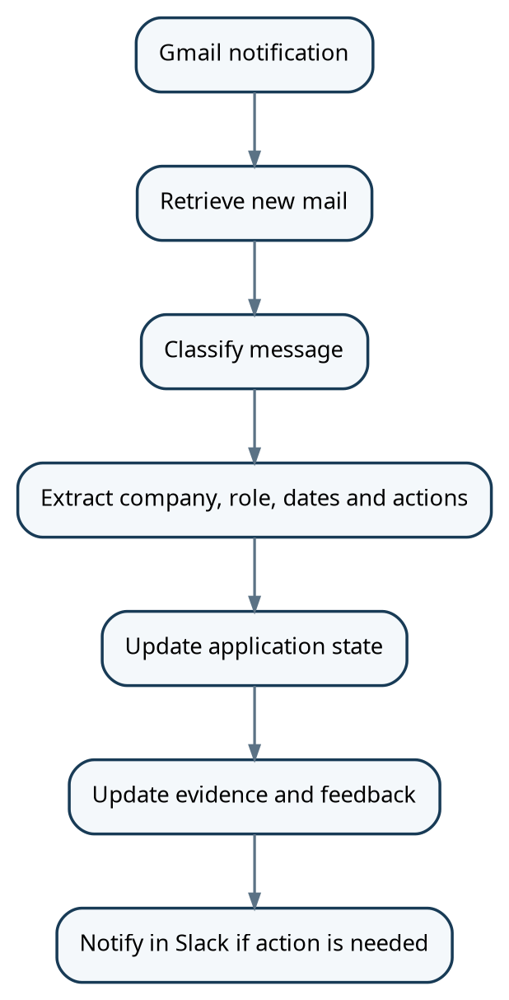 Gmail notification
Retrieve new mail
Classify message
Extract company, role, dates and actions
Update application state
Update evidence and feedback
Notify in Slack if action is needed